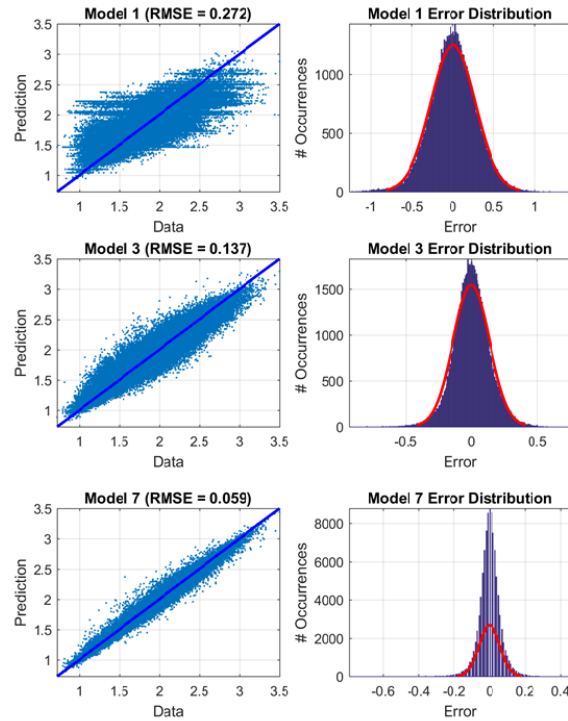 Model 1 (RMSE = 0.272)
Model 1 Error Distribution
3.5
3
2.5
2
1.5
1
Prediction
1 1.5 2 2.5 3 3.5
Data
1000
500
0
# Occurrences
-1 -0.5 0 0.5 1
Error
Model 3 (RMSE = 0.137)
Model 3 Error Distribution
3.5
3
2.5
2
1.5
1
Prediction
1 1.5 2 2.5 3 3.5
Data
1500
1000
500
0
# Occurrences
-0.5 0 0.5
Error
Model 7 (RMSE = 0.059)
Model 7 Error Distribution
3.5
3
2.5
2
1.5
1
Prediction
1 1.5 2 2.5 3 3.5
Data
8000
6000
4000
2000
0
# Occurrences
-0.6 -0.4 -0.2 0 0.2 0.4
Error